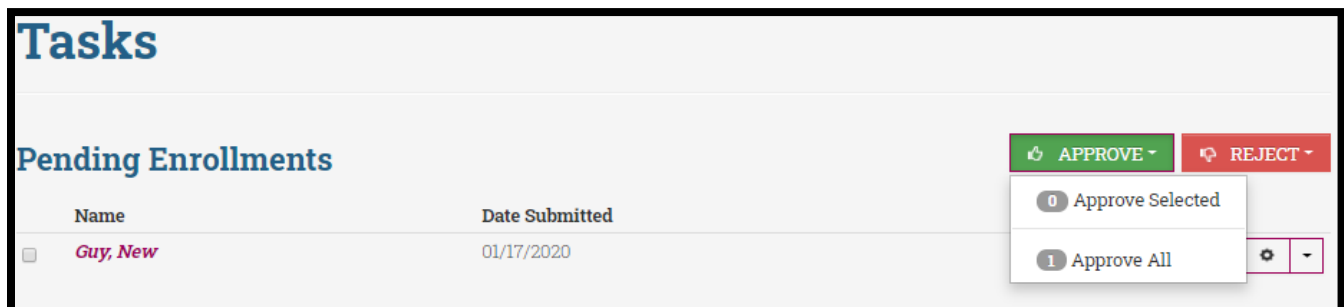 Tasks
Pending Enrollments
APPROVE
REJECT
0 Approve Selected
1 Approve All
Name Date Submitted
Guy, New 01/17/2020